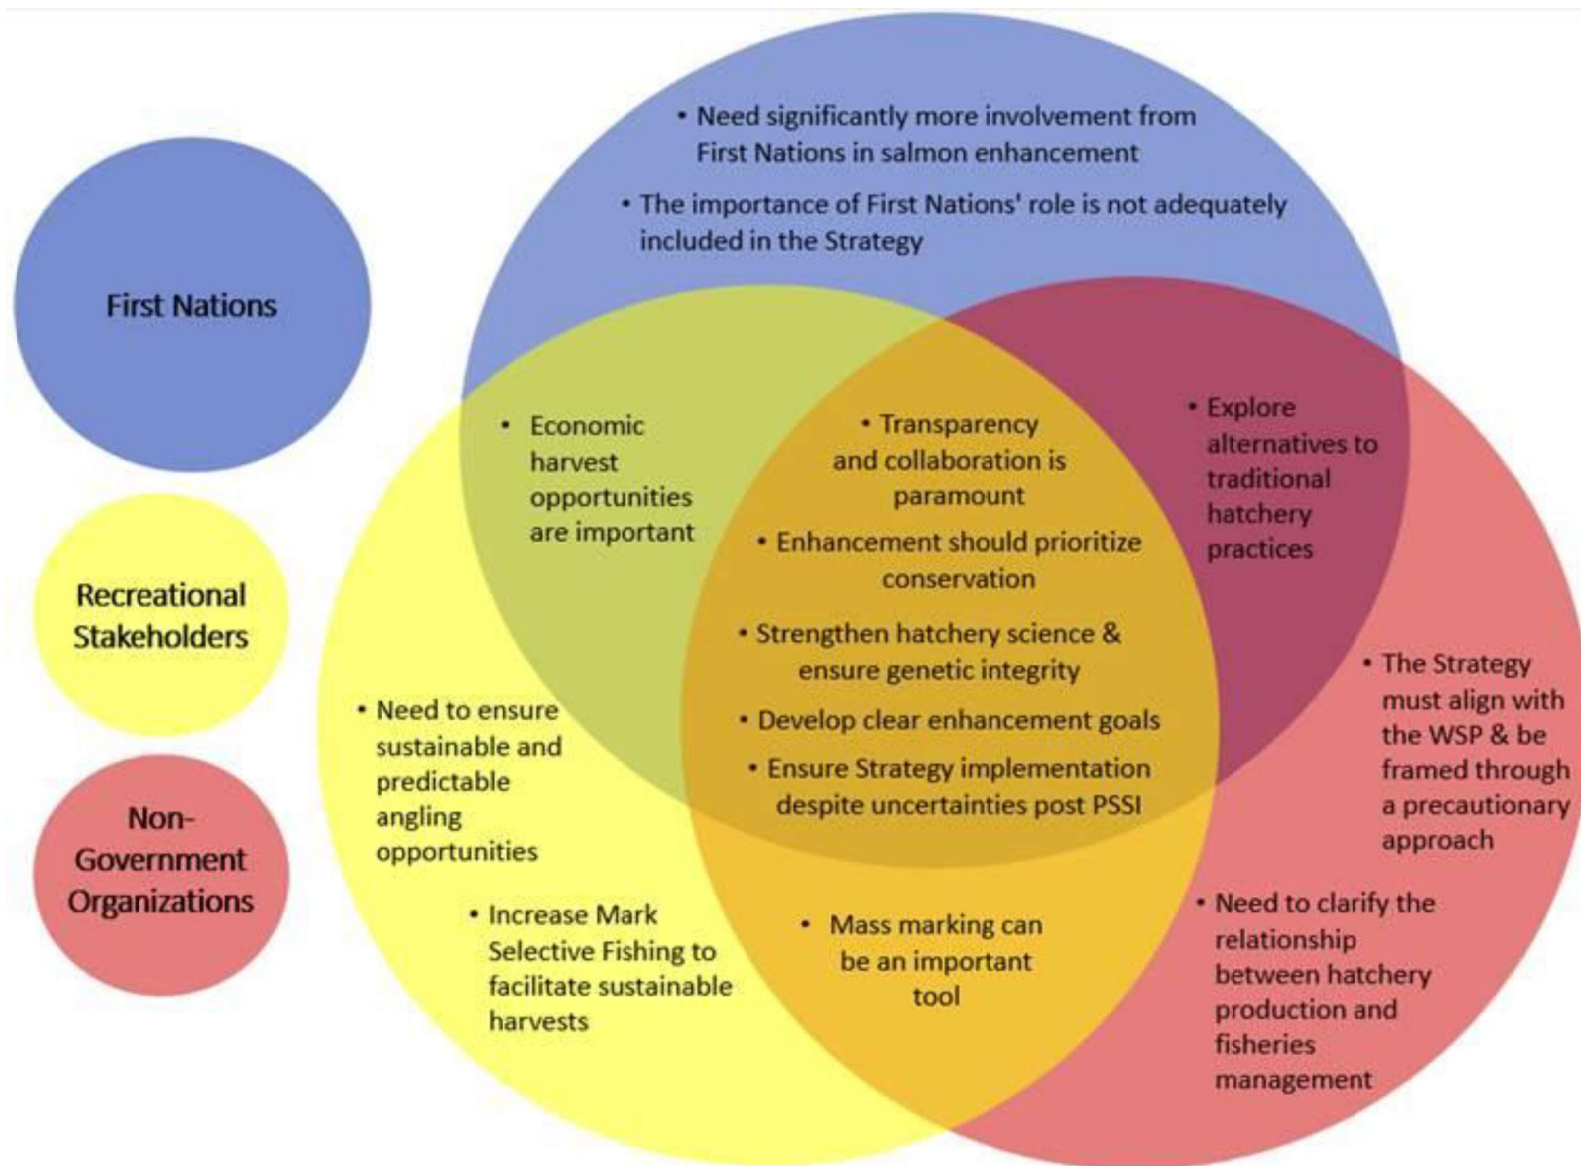 First Nations
Recreational
Stakeholders
Non-
Government
Organizations
• Need significantly more involvement from
First Nations in salmon enhancement
• The importance of First Nations' role is not adequately
included in the Strategy
• Economic
harvest
opportunities
are important
• Transparency
and collaboration is
paramount
• Enhancement should prioritize
conservation
• Strengthen hatchery science &
ensure genetic integrity
• Develop clear enhancement goals
• Ensure Strategy implementation
despite uncertainties post PSSI
• Explore
alternatives to
traditional
hatchery
practices
• Need to ensure
sustainable and
predictable
angling
opportunities
• Increase Mark
Selective Fishing to
facilitate sustainable
harvests
• Mass marking can
be an important
tool
• The Strategy
must align with
the WSP & be
framed through
a precautionary
approach
• Need to clarify the
relationship
between hatchery
production and
fisheries
management